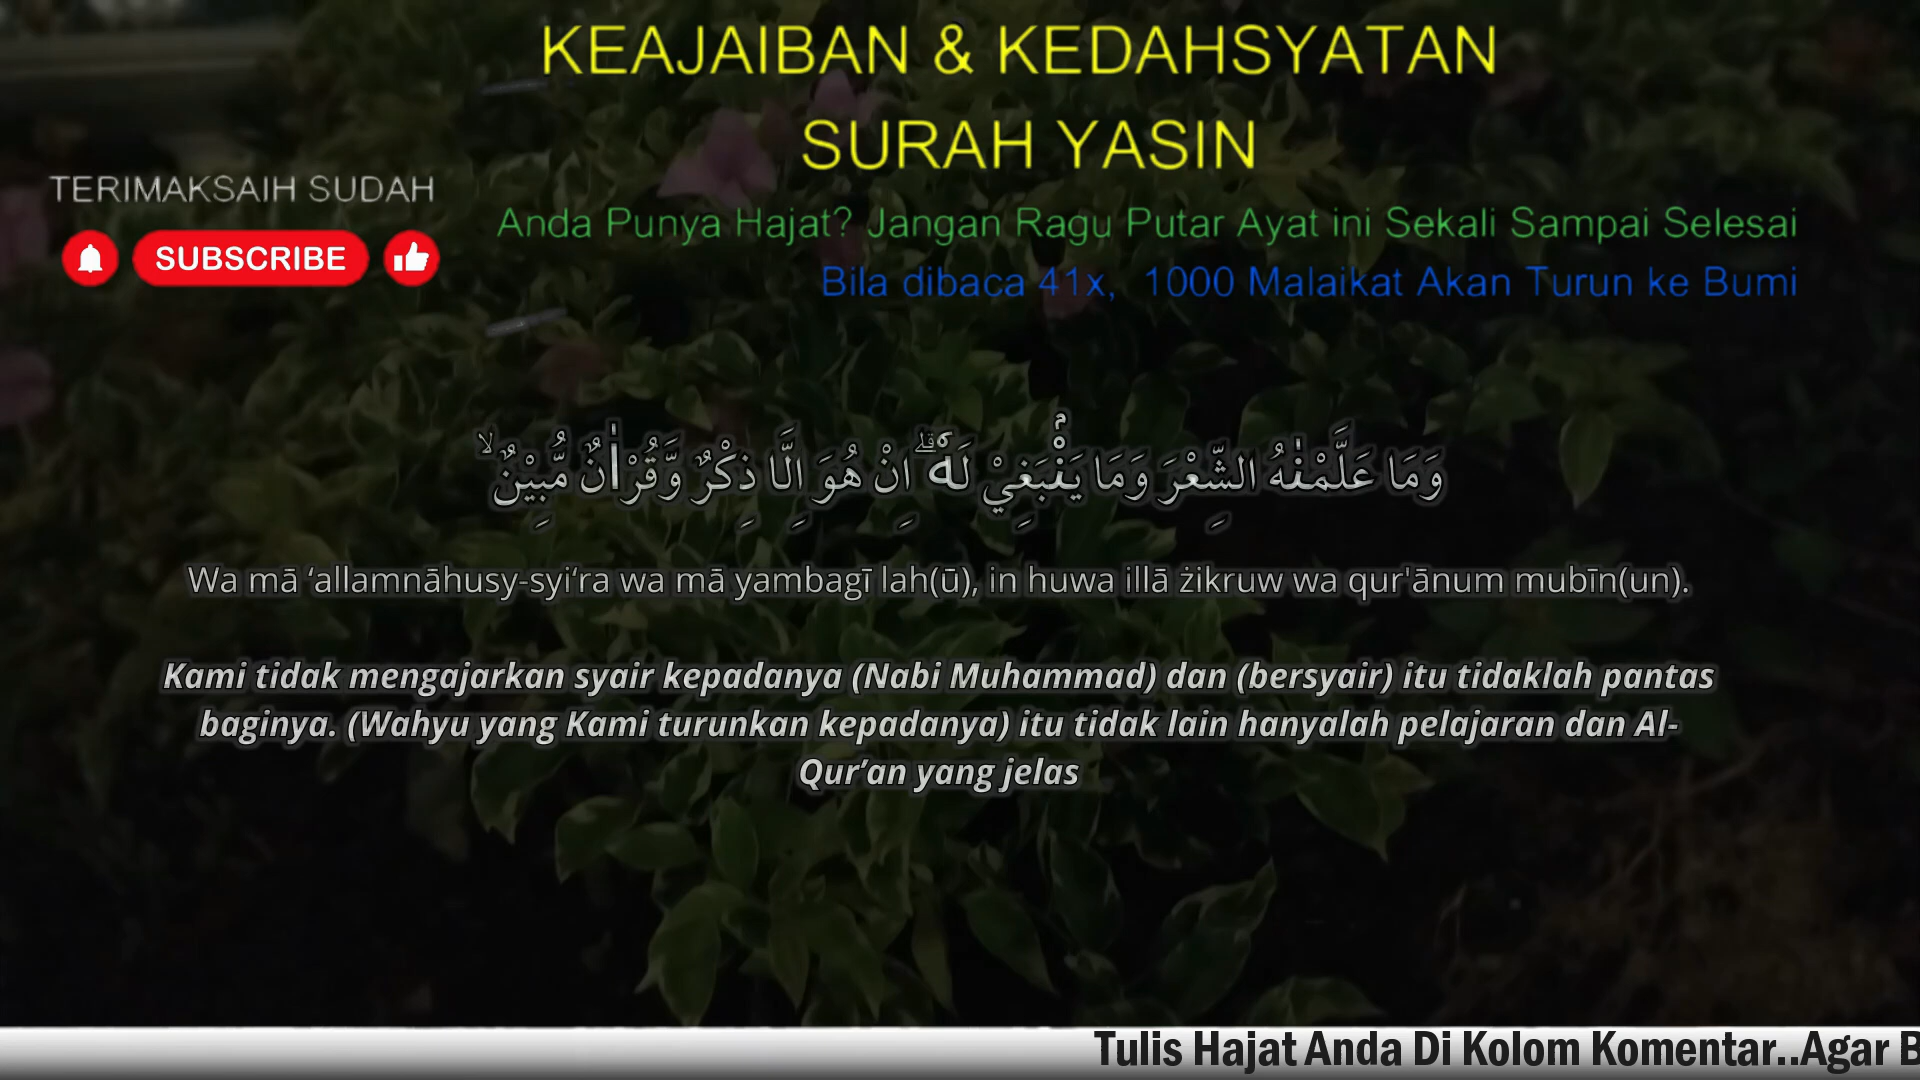 KEAJAIBAN & KEDAHSYATAN
SURAH YASIN
TERIMAKSAIH SUDAH
SUBSCRIBE
Anda Punya Hajat? Jangan Ragu Putar Ayat ini Sekali Sampai Selesai
Bila dibaca 41x, 1000 Malaikat Akan Turun ke Bumi
وَمَا عَلَّمْنٰهُ الشِّعْرَ وَمَا يَنْۢبَغِيْ لَهٗ ۗاِنْ هُوَ اِلَّا ذِكْرٌ وَّقُرْاٰنٌ مُّبِيْنٌ ۙ
Wa mā ‘allamnāhusy-syi‘ra wa mā yambagī lah(ū), in huwa illā żikruw wa qur'ānum mubīn(un).
Kami tidak mengajarkan syair kepadanya (Nabi Muhammad) dan (bersyair) itu tidaklah pantas
baginya. (Wahyu yang Kami turunkan kepadanya) itu tidak lain hanyalah pelajaran dan Al-
Qur’an yang jelas
Tulis Hajat Anda Di Kolom Komentar..Agar B